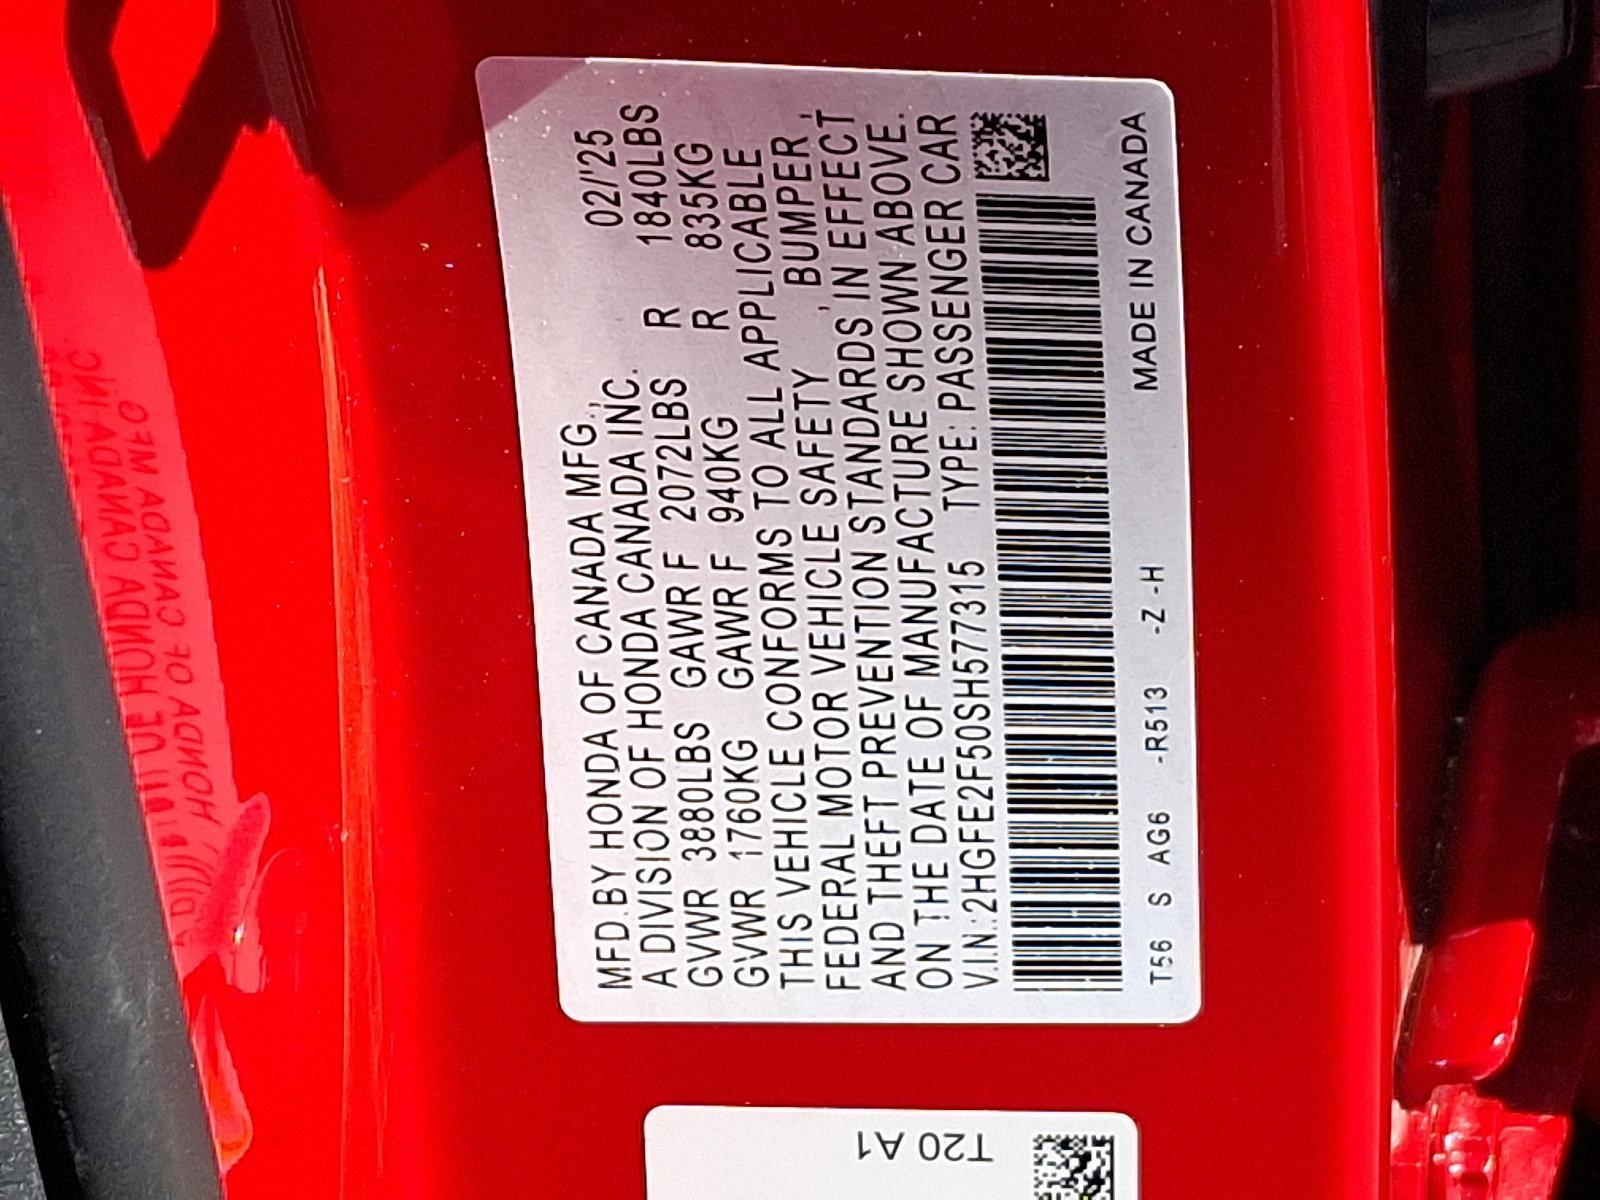 MFD.BY HONDA OF CANADA MFG., 02/'25
A DIVISION OF HONDA CANADA INC.
GVWR 3880LBS GAWR F 2072LBS R 1840LBS
GVWR 1760KG GAWR F 940KG R 835KG
THIS VEHICLE CONFORMS TO ALL APPLICABLE
FEDERAL MOTOR VEHICLE SAFETY , BUMPER ,
AND THEFT PREVENTION STANDARDS IN EFFECT
ON THE DATE OF MANUFACTURE SHOWN ABOVE.
V.I.N.:2HGFE2F50SH577315 TYPE: PASSENGER CAR
T56 S AG6 -R513 -Z -H MADE IN CANADA
T20 A1